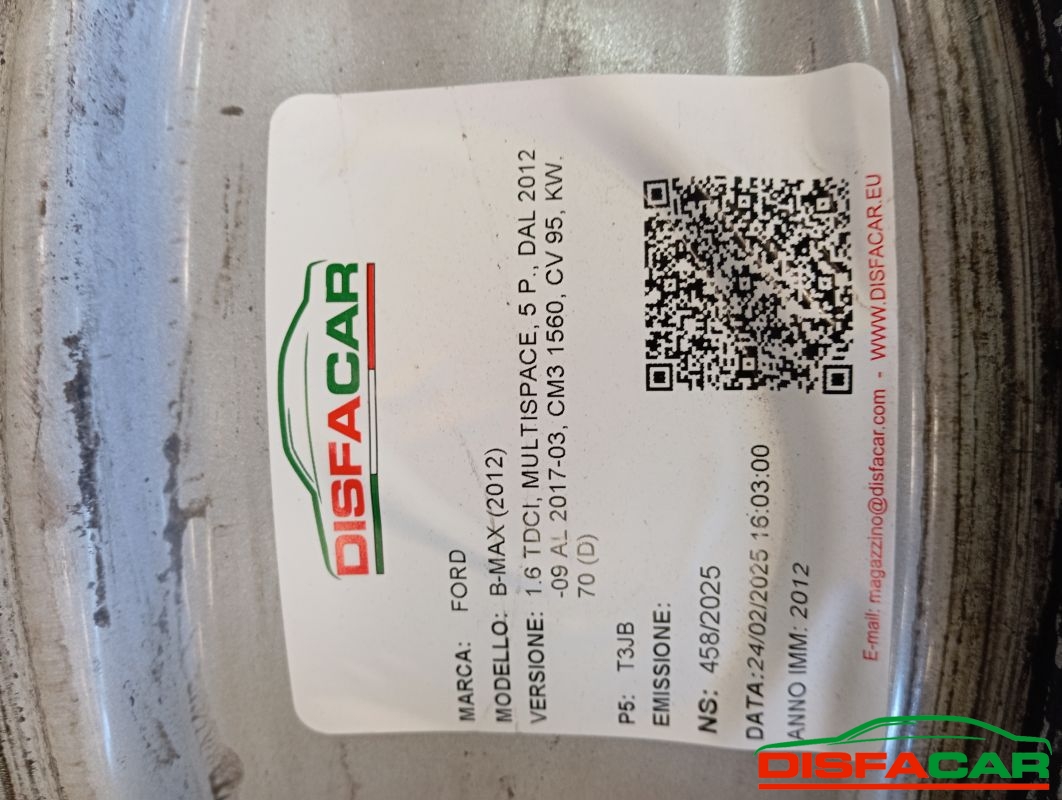 DISFACAR
MARCA: FORD
MODELLO: B-MAX (2012)
VERSIONE: 1.6 TDCI, MULTISPACE, 5 P., DAL 2012
-09 AL 2017-03, CM3 1560, CV 95, KW.
70 (D)
P5: T3JB
EMISSIONE:
NS: 458/2025
DATA:24/02/2025 16:03:00
ANNO IMM: 2012
E-mail: magazzino@disfacar.com - WWW.DISFACAR.EU
DISFACAR